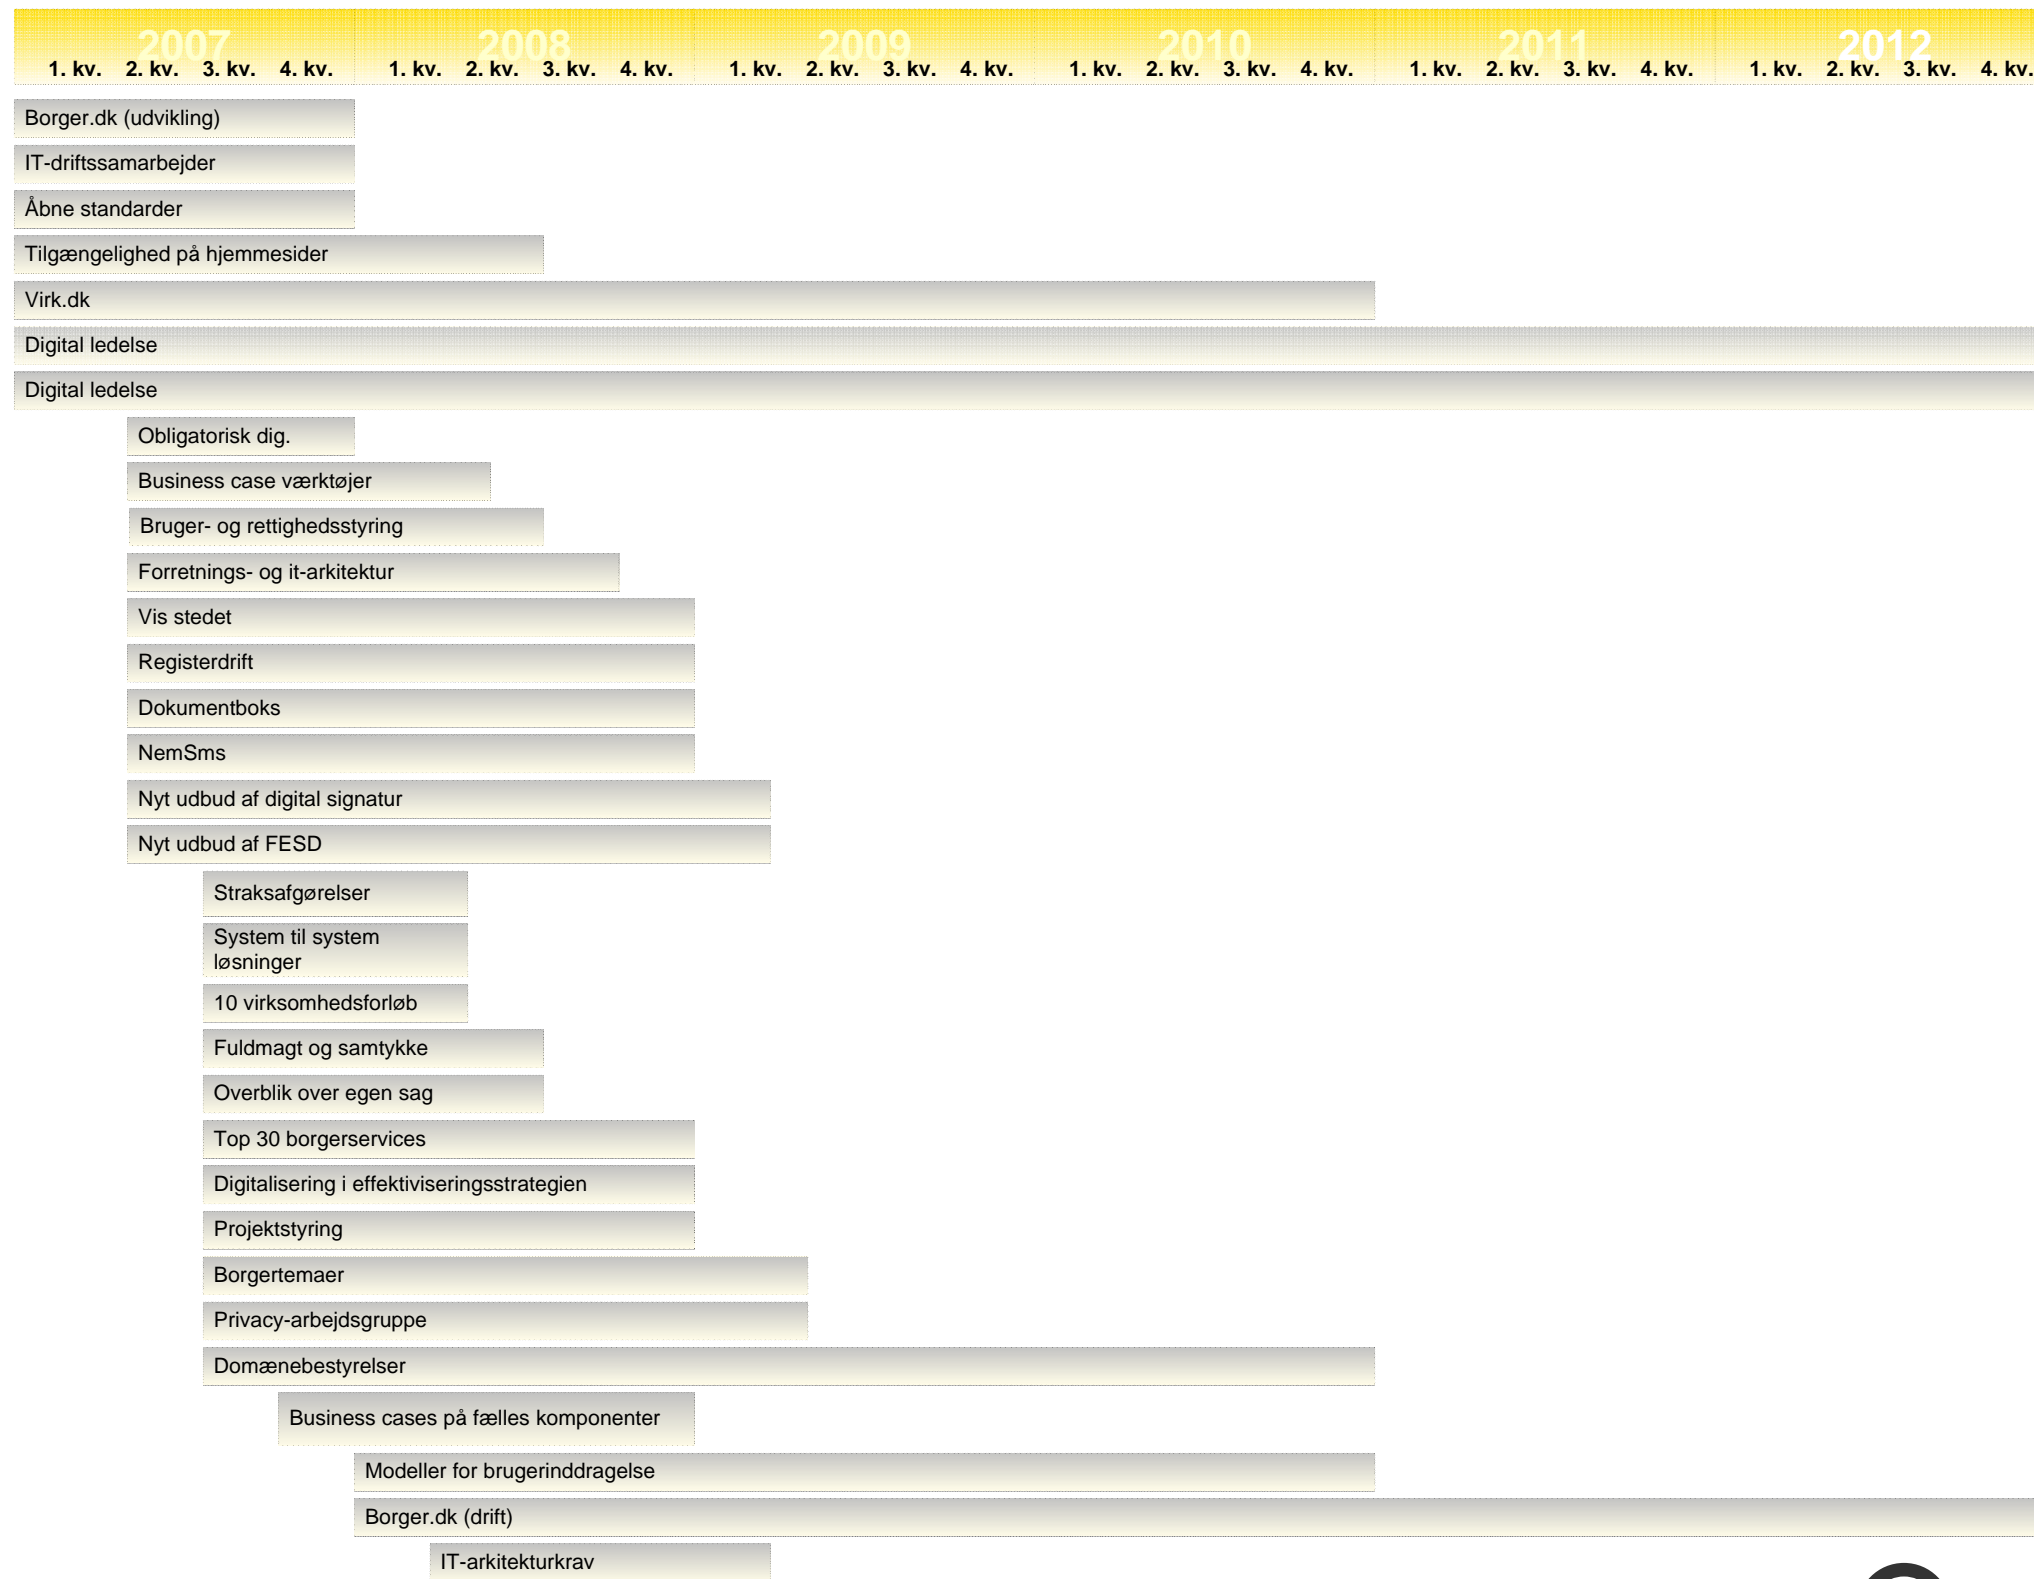 2007 2008 2009 2010 2011 2012
1. kv. 2. kv. 3. kv. 4. kv. 1. kv. 2. kv. 3. kv. 4. kv. 1. kv. 2. kv. 3. kv. 4. kv. 1. kv. 2. kv. 3. kv. 4. kv. 1. kv. 2. kv. 3. kv. 4. kv. 1. kv. 2. kv. 3. kv. 4. kv.
Borger.dk (udvikling)
IT-driftssamarbejder
Åbne standarder
Tilgængelighed på hjemmesider
Virk.dk
Digital ledelse
Digital ledelse
Obligatorisk dig.
Business case værktøjer
Bruger- og rettighedsstyring
Forretnings- og it-arkitektur
Vis stedet
Registerdrift
Dokumentboks
NemSms
Nyt udbud af digital signatur
Nyt udbud af FESD
Straksafgørelser
System til system
løsninger
10 virksomhedsforløb
Fuldmagt og samtykke
Overblik over egen sag
Top 30 borgerservices
Digitalisering i effektiviseringsstrategien
Projektstyring
Borgertemaer
Privacy-arbejdsgruppe
Domænebestyrelser
Business cases på fælles komponenter
Modeller for brugerinddragelse
Borger.dk (drift)
IT-arkitekturkrav